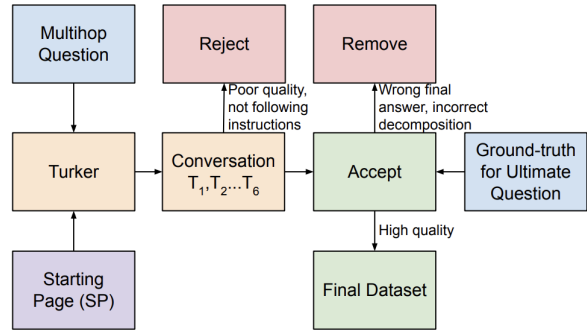 Multihop
Question
Reject
Remove
Poor quality,
not following
instructions
Wrong final
answer, incorrect
decomposition
Turker
Conversation
T1,T2...T6
Accept
Ground-truth
for Ultimate
Question
High quality
Starting
Page (SP)
Final Dataset